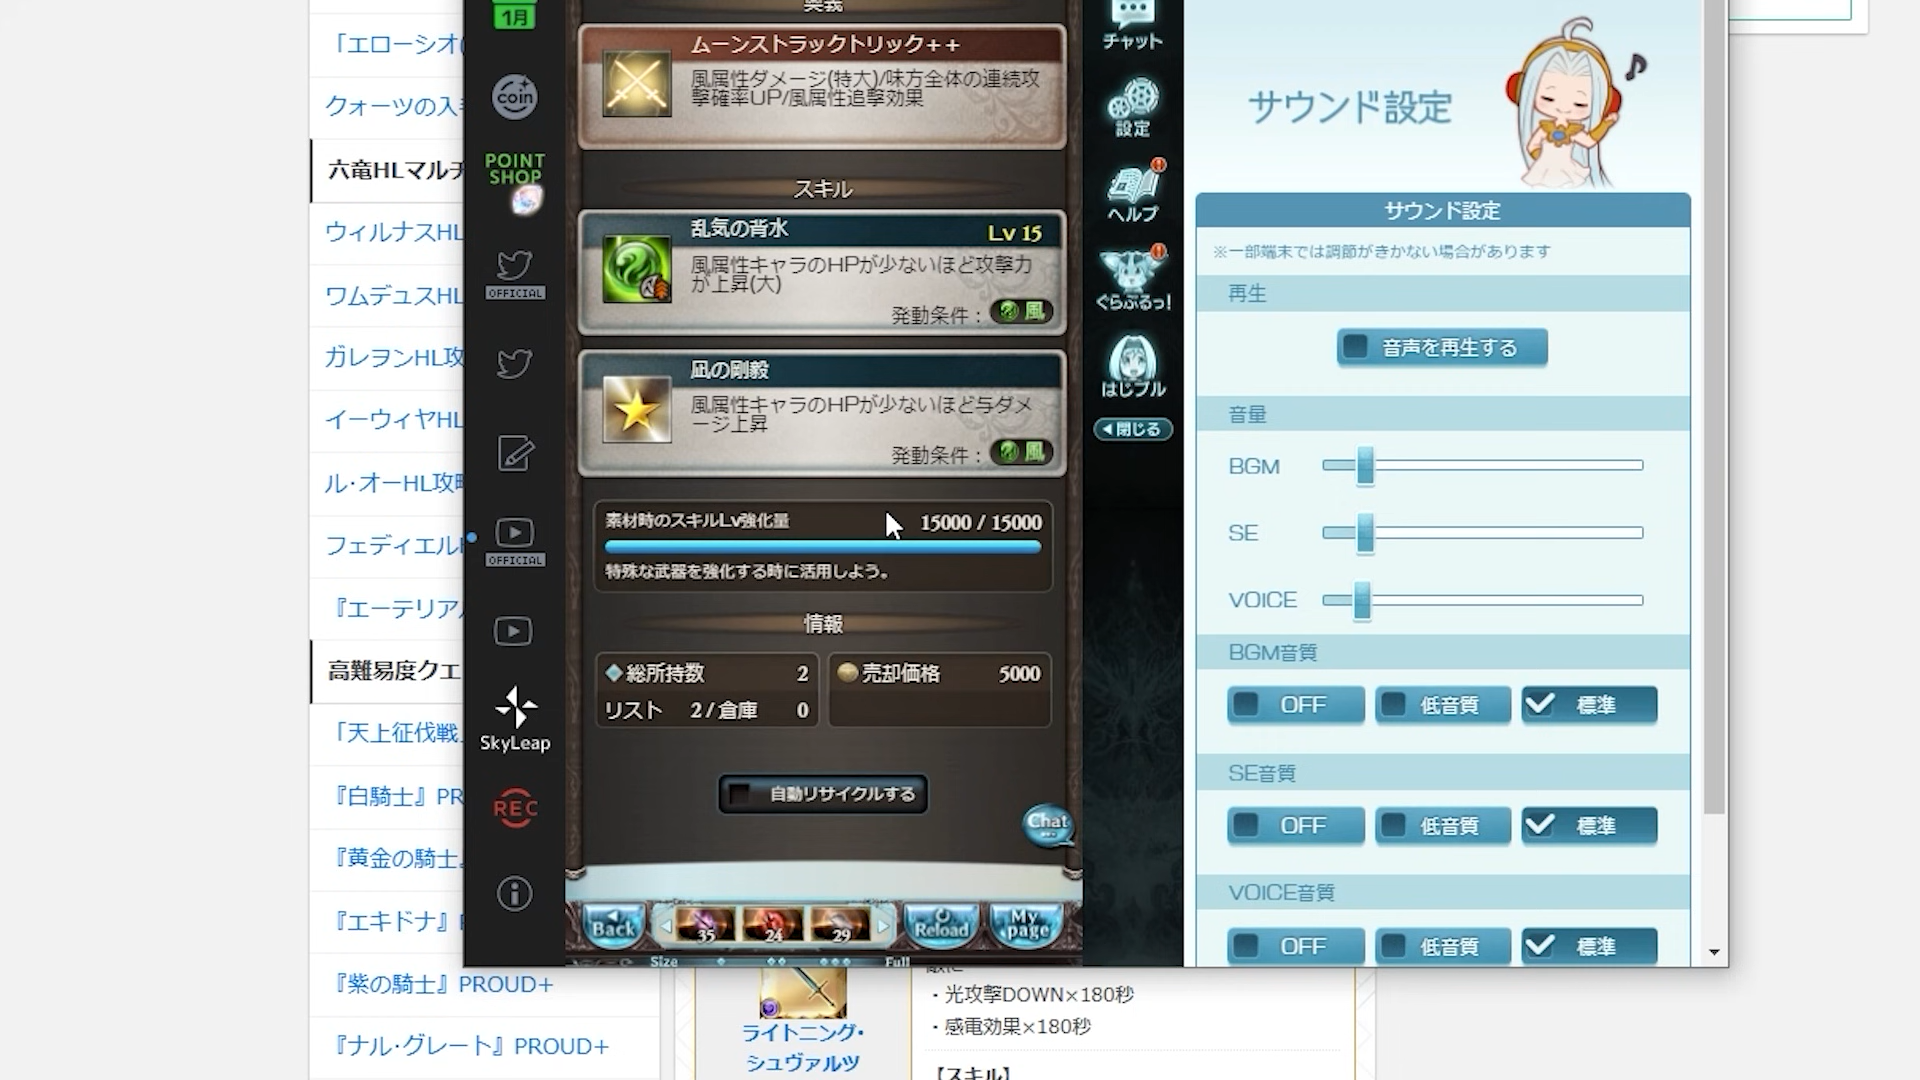 「エローシオ(
クォーツの入
六竜HLマルチ
ウィルナスHL
ワムデュスHL
ガレヲンHL攻
イーウィヤHL
ル・オーHL攻略
フェディエルH
『エーテリアル
高難易度クエ
「天上征伐戦」
『白騎士』PR
『黄金の騎士』
『エキドナ』P
『紫の騎士』PROUD+
『ナル・グレート』PROUD+
1月
coin
POINT
SHOP
OFFICIAL
OFFICIAL
SkyLeap
REC
奥義
ムーンストラックトリック++
風属性ダメージ(特大)/味方全体の連続攻
撃確率UP/風属性追撃効果
スキル
乱気の背水
Lv 15
風属性キャラのHPが少ないほど攻撃力
が上昇(大)
発動条件： 風
凪の剛毅
風属性キャラのHPが少ないほど与ダメ
ージ上昇
発動条件： 風
素材時のスキルLv強化量 15000 / 15000
特殊な武器を強化する時に活用しよう。
情報
総所持数 2
リスト 2 / 倉庫 0
売却価格 5000
自動リサイクルする
Chat
Back
35
24
29
Reload
My page
Size
Full
チャット
設定
ヘルプ
ぐらぶるっ!
はじブル
閉じる
サウンド設定
サウンド設定
※一部端末では調節がきかない場合があります
再生
音声を再生する
音量
BGM
SE
VOICE
BGM音質
OFF 低音質 標準
SE音質
OFF 低音質 標準
VOICE音質
OFF 低音質 標準
ライトニング・
シュヴァルツ
・光攻撃DOWN×180秒
・感電効果×180秒
【スキル】